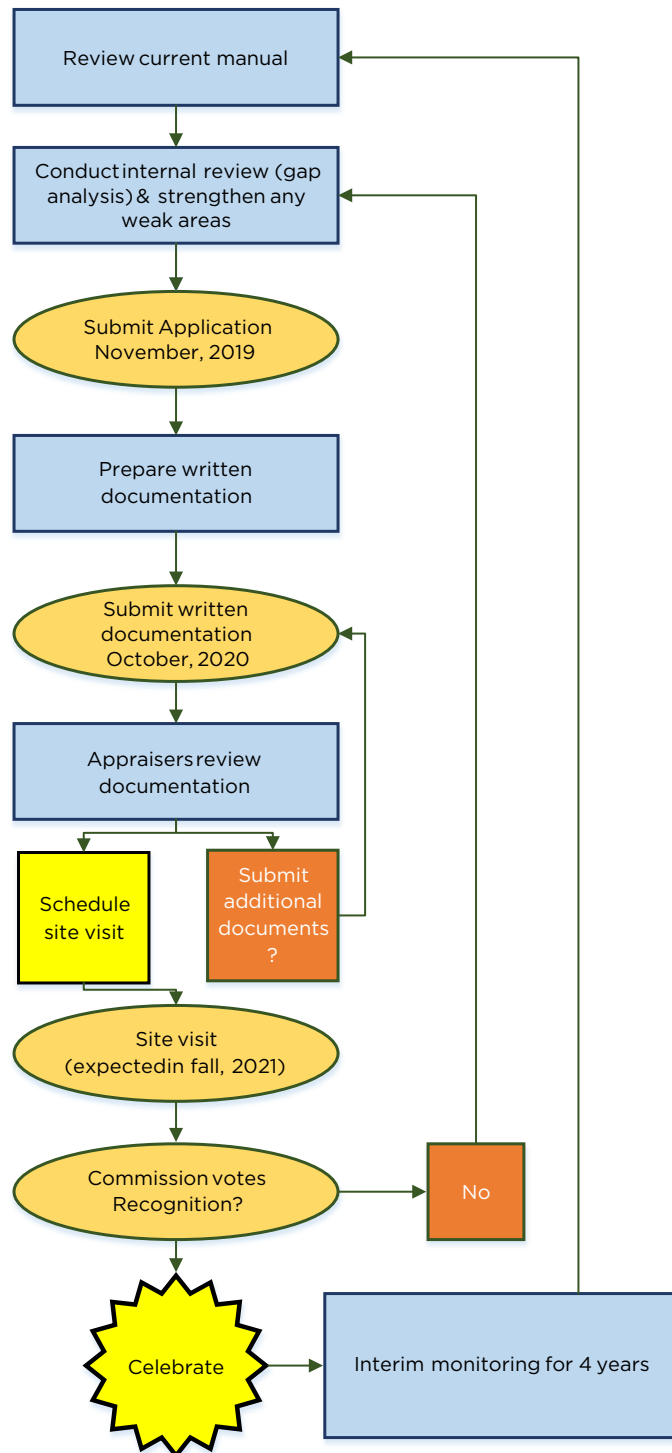 Review current manual
Conduct internal review (gap
analysis) & strengthen any
weak areas
Submit Application
November, 2019
Prepare written
documentation
Submit written
documentation
October, 2020
Appraisers review
documentation
Schedule
site visit
Submit
additional
documents
?
Site visit
(expected in fall, 2021)
Commission votes
Recognition?
No
Celebrate
Interim monitoring for 4 years